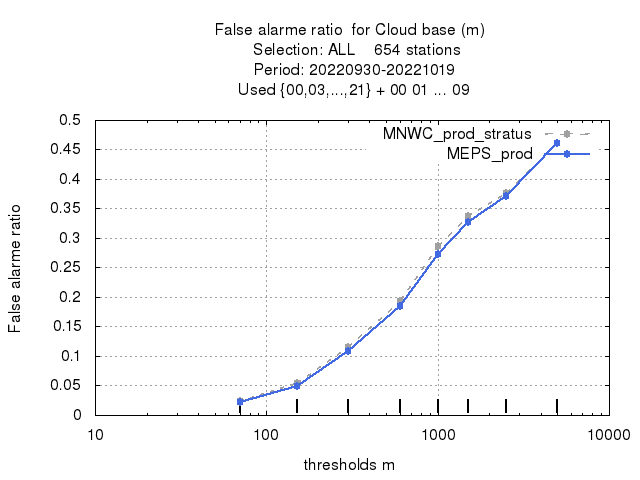 False alarme ratio  for Cloud base (m)
Selection: ALL    654 stations
Period: 20220930-20221019
Used {00,03,...,21} + 00 01 ... 09
MNWC_prod_stratus
MEPS_prod
False alarme ratio
0.5
0.45
0.4
0.35
0.3
0.25
0.2
0.15
0.1
0.05
0
10
100
1000
10000
thresholds m